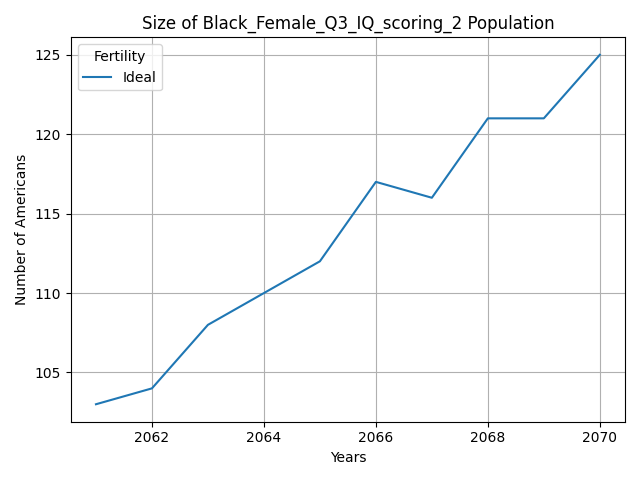 Size of Black_Female_Q3_IQ_scoring_2 Population
Fertility
Ideal
Number of Americans
125
120
115
110
105
2062 2064 2066 2068 2070
Years